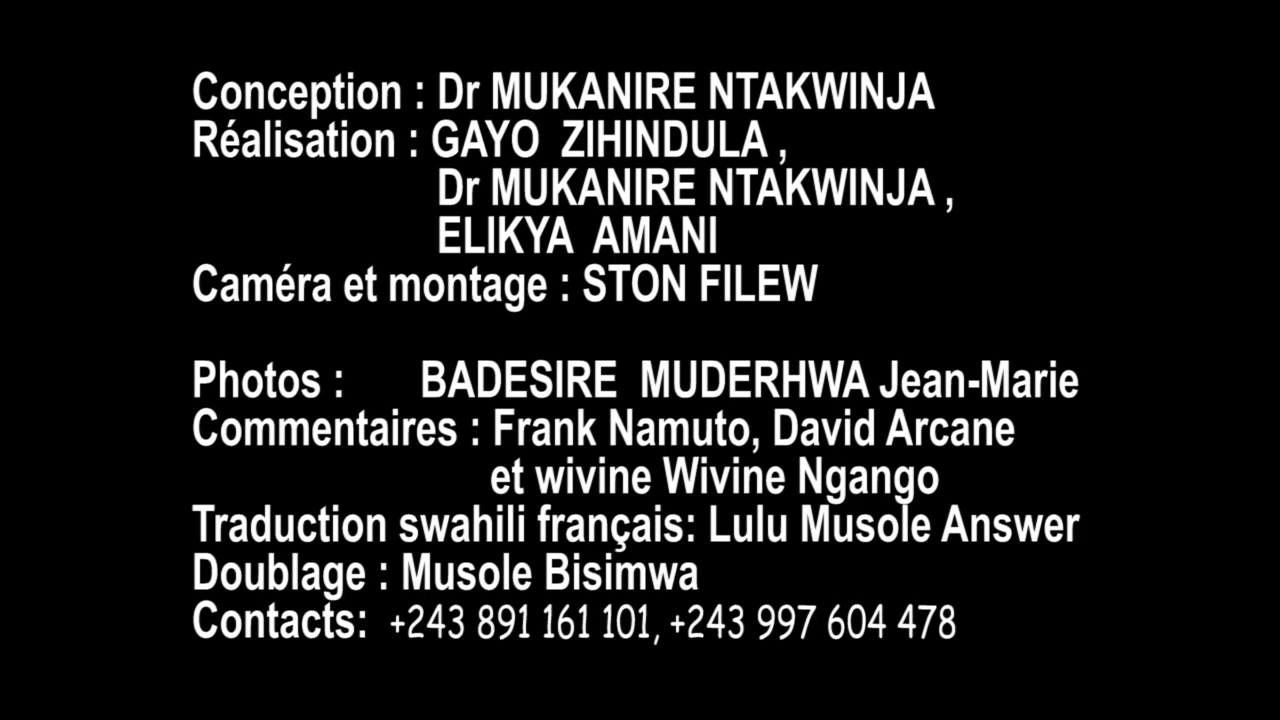 Conception : Dr MUKANIRE NTAKWINJA
Réalisation : GAYO ZIHINDULA ,
Dr MUKANIRE NTAKWINJA ,
ELIKYA AMANI
Caméra et montage : STON FILEW
Photos : BADESIRE MUDERHWA Jean-Marie
Commentaires : Frank Namuto, David Arcane
et wivine Wivine Ngango
Traduction swahili français: Lulu Musole Answer
Doublage : Musole Bisimwa
Contacts: +243 891 161 101, +243 997 604 478